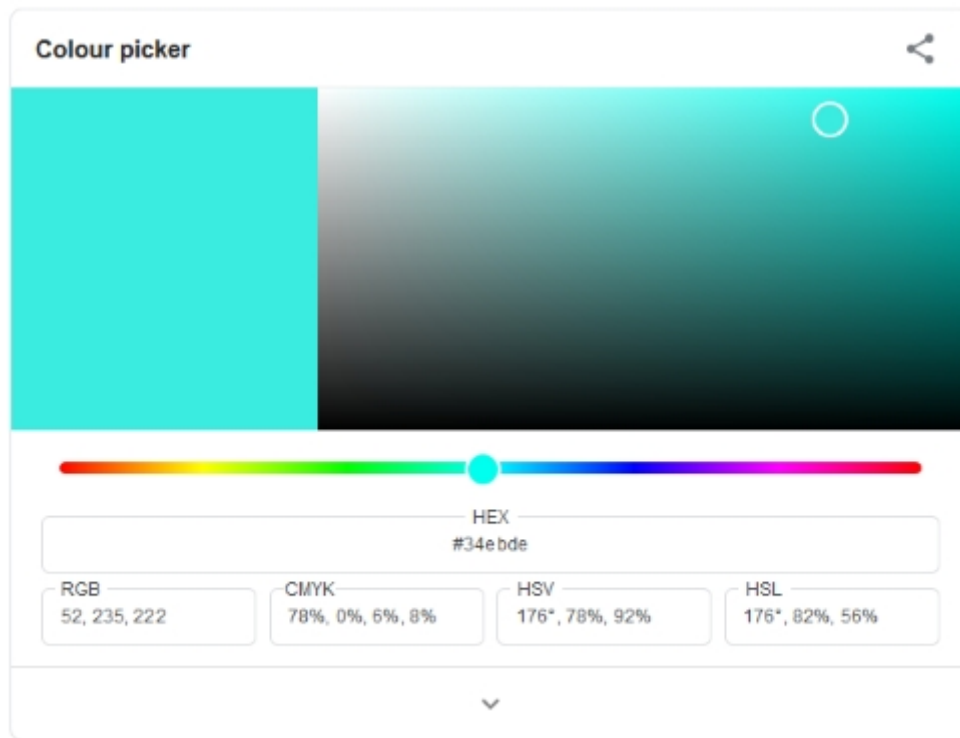 Colour picker
HEX
#34ebde
RGB
52, 235, 222
CMYK
78%, 0%, 6%, 8%
HSV
176°, 78%, 92%
HSL
176°, 82%, 56%